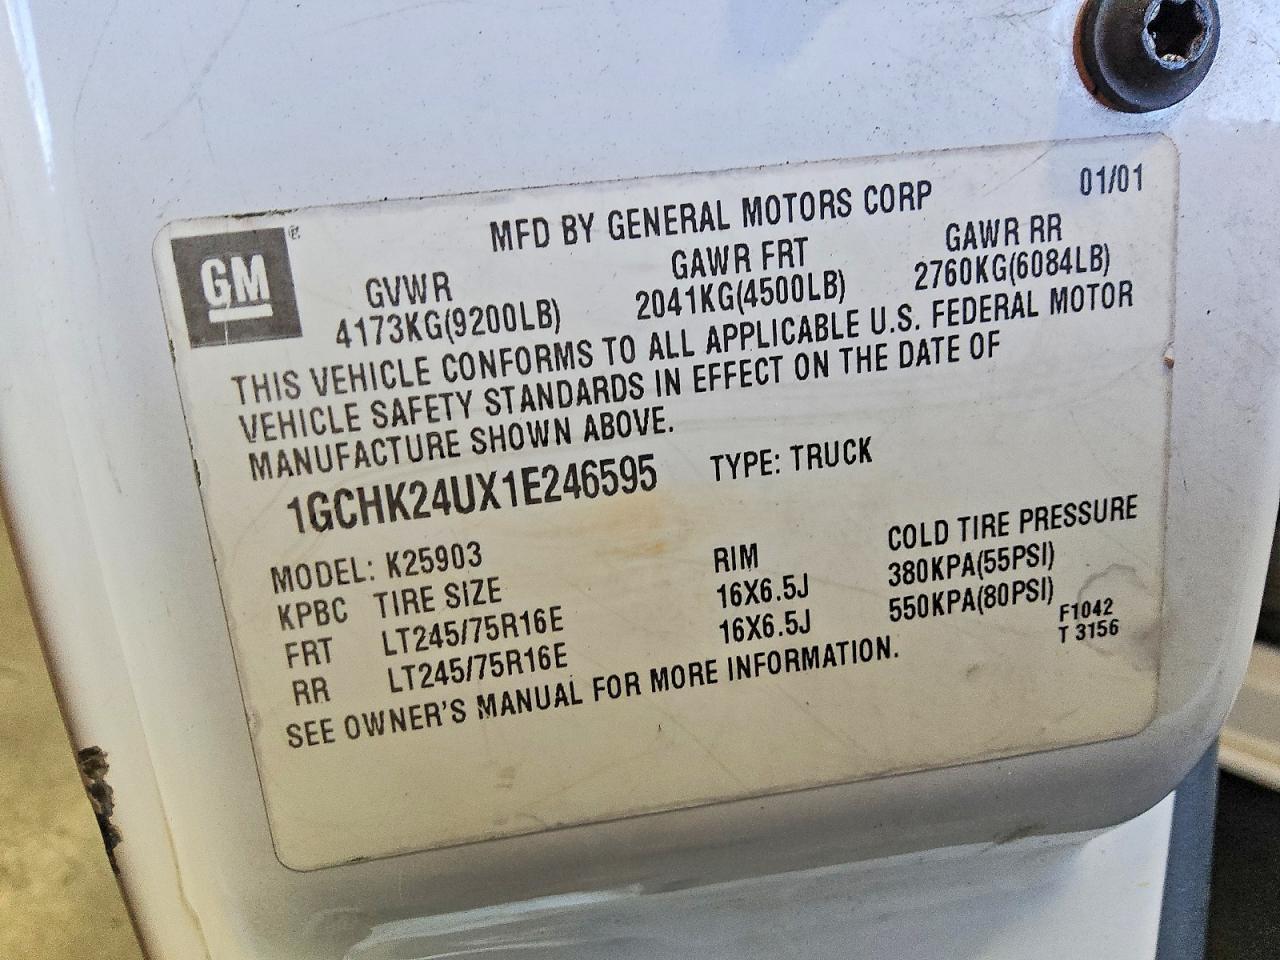 MFD BY GENERAL MOTORS CORP 01/01
GM
GVWR GAWR FRT GAWR RR
4173KG(9200LB) 2041KG(4500LB) 2760KG(6084LB)
THIS VEHICLE CONFORMS TO ALL APPLICABLE U.S. FEDERAL MOTOR
VEHICLE SAFETY STANDARDS IN EFFECT ON THE DATE OF
MANUFACTURE SHOWN ABOVE.
1GCHK24UX1E246595 TYPE: TRUCK
MODEL: K25903
KPBC TIRE SIZE RIM COLD TIRE PRESSURE
FRT LT245/75R16E 16X6.5J 380KPA(55PSI)
RR LT245/75R16E 16X6.5J 550KPA(80PSI)
F1042
T 3156
SEE OWNER'S MANUAL FOR MORE INFORMATION.